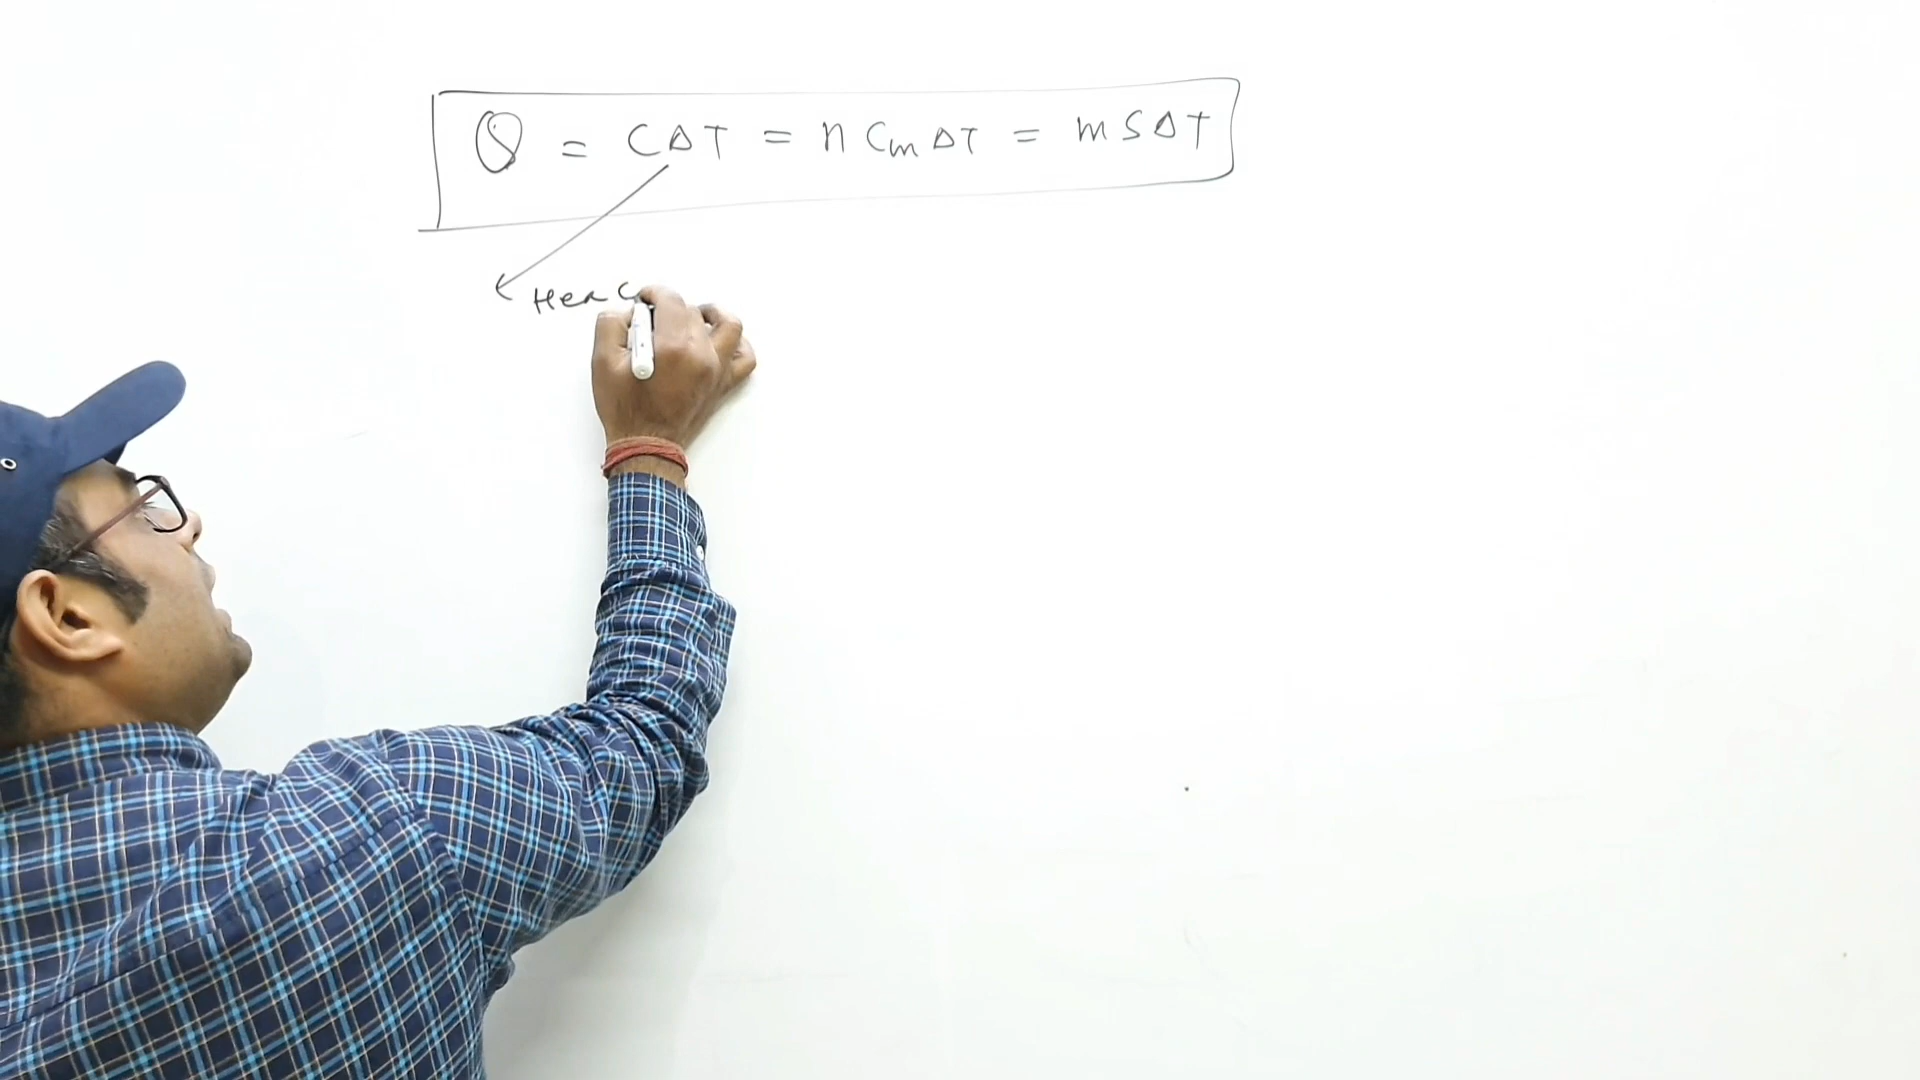 Q = CΔT = n Cm ΔT = m S ΔT
Hea C